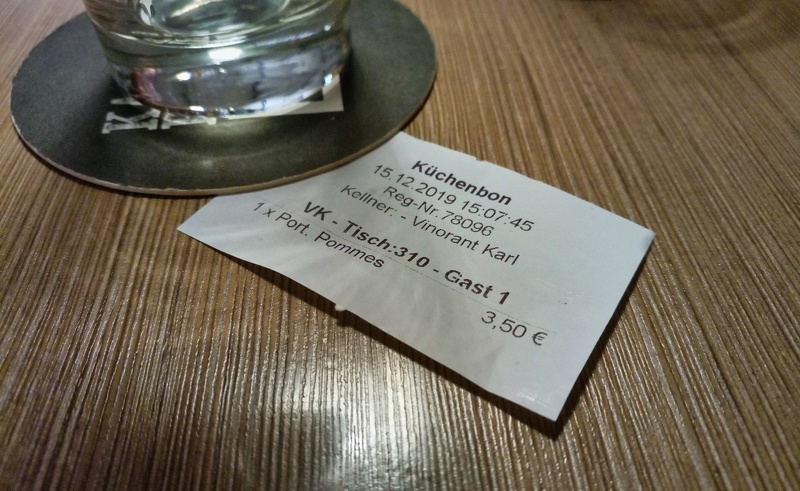 Küchenbon
15.12.2019 15:07:45
Reg-Nr.78096
Kellner: - Vinorant Karl
VK - Tisch:310 - Gast 1
1 x Port. Pommes
3,50 €